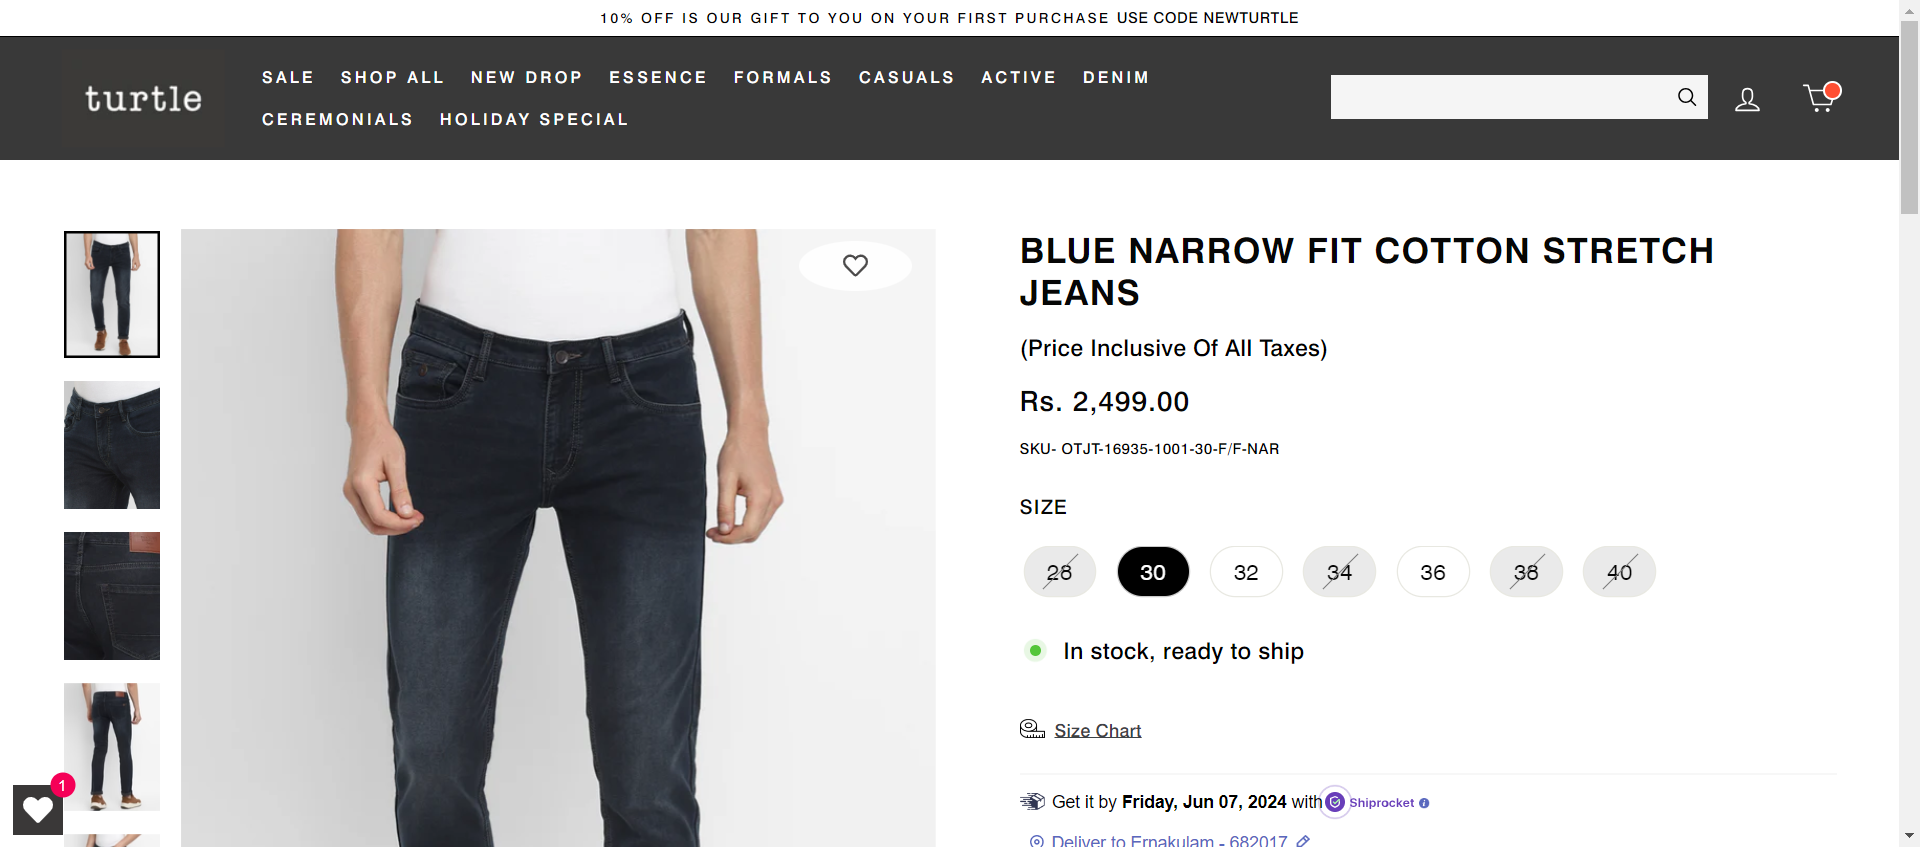 10% OFF IS OUR GIFT TO YOU ON YOUR FIRST PURCHASE USE CODE NEWTURTLE
turtle
SALE SHOP ALL NEW DROP ESSENCE FORMALS CASUALS ACTIVE DENIM
CEREMONIALS HOLIDAY SPECIAL
BLUE NARROW FIT COTTON STRETCH
JEANS
(Price Inclusive Of All Taxes)
Rs. 2,499.00
SKU- OTJT-16935-1001-30-F/F-NAR
SIZE
28 30 32 34 36 38 40
In stock, ready to ship
Size Chart
Get it by Friday, Jun 07, 2024 with Shiprocket
Deliver to Ernakulam - 682017
1